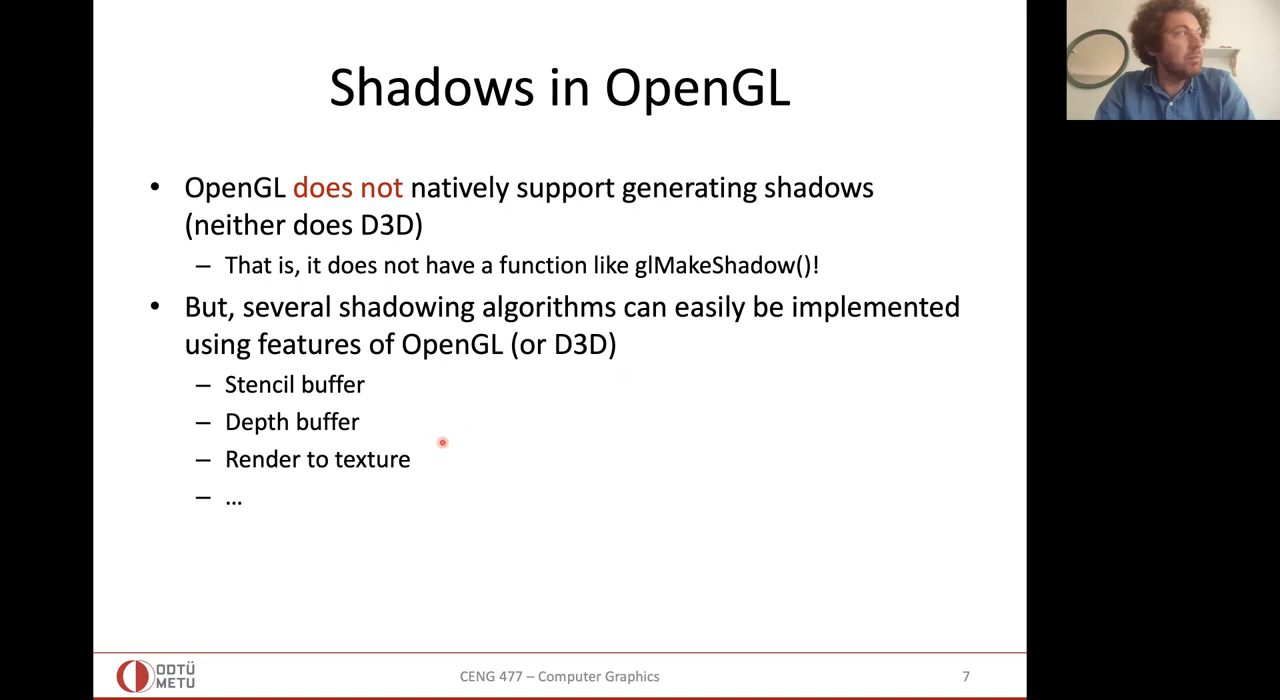 Shadows in OpenGL
• OpenGL does not natively support generating shadows
(neither does D3D)
– That is, it does not have a function like glMakeShadow()!
• But, several shadowing algorithms can easily be implemented
using features of OpenGL (or D3D)
– Stencil buffer
– Depth buffer
– Render to texture
– …
ODTÜ
METU
CENG 477 – Computer Graphics
7